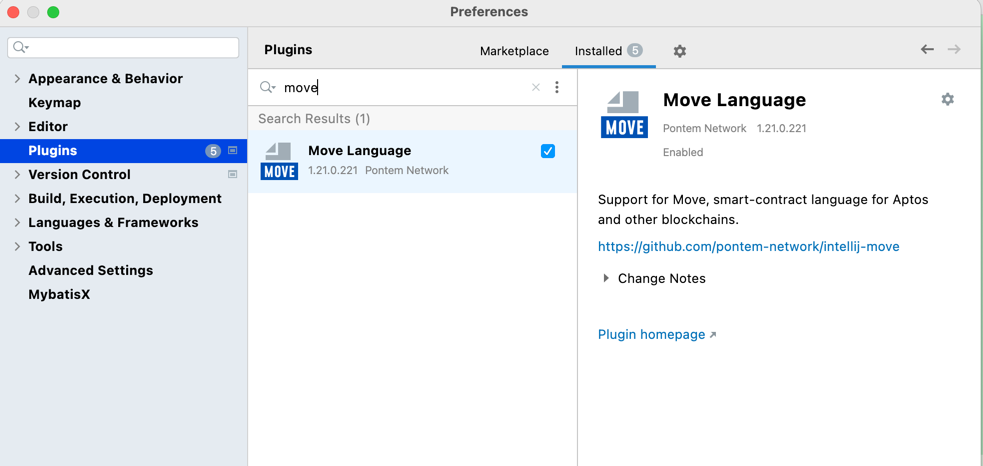 Preferences
Appearance & Behavior
Keymap
Editor
Plugins 5
Version Control
Build, Execution, Deployment
Languages & Frameworks
Tools
Advanced Settings
MybatisX
Plugins
Marketplace
Installed 5
move
Search Results (1)
MOVE
Move Language
1.21.0.221 Pontem Network
MOVE
Move Language
Pontem Network 1.21.0.221
Enabled
Support for Move, smart-contract language for Aptos
and other blockchains.
https://github.com/pontem-network/intellij-move
Change Notes
Plugin homepage